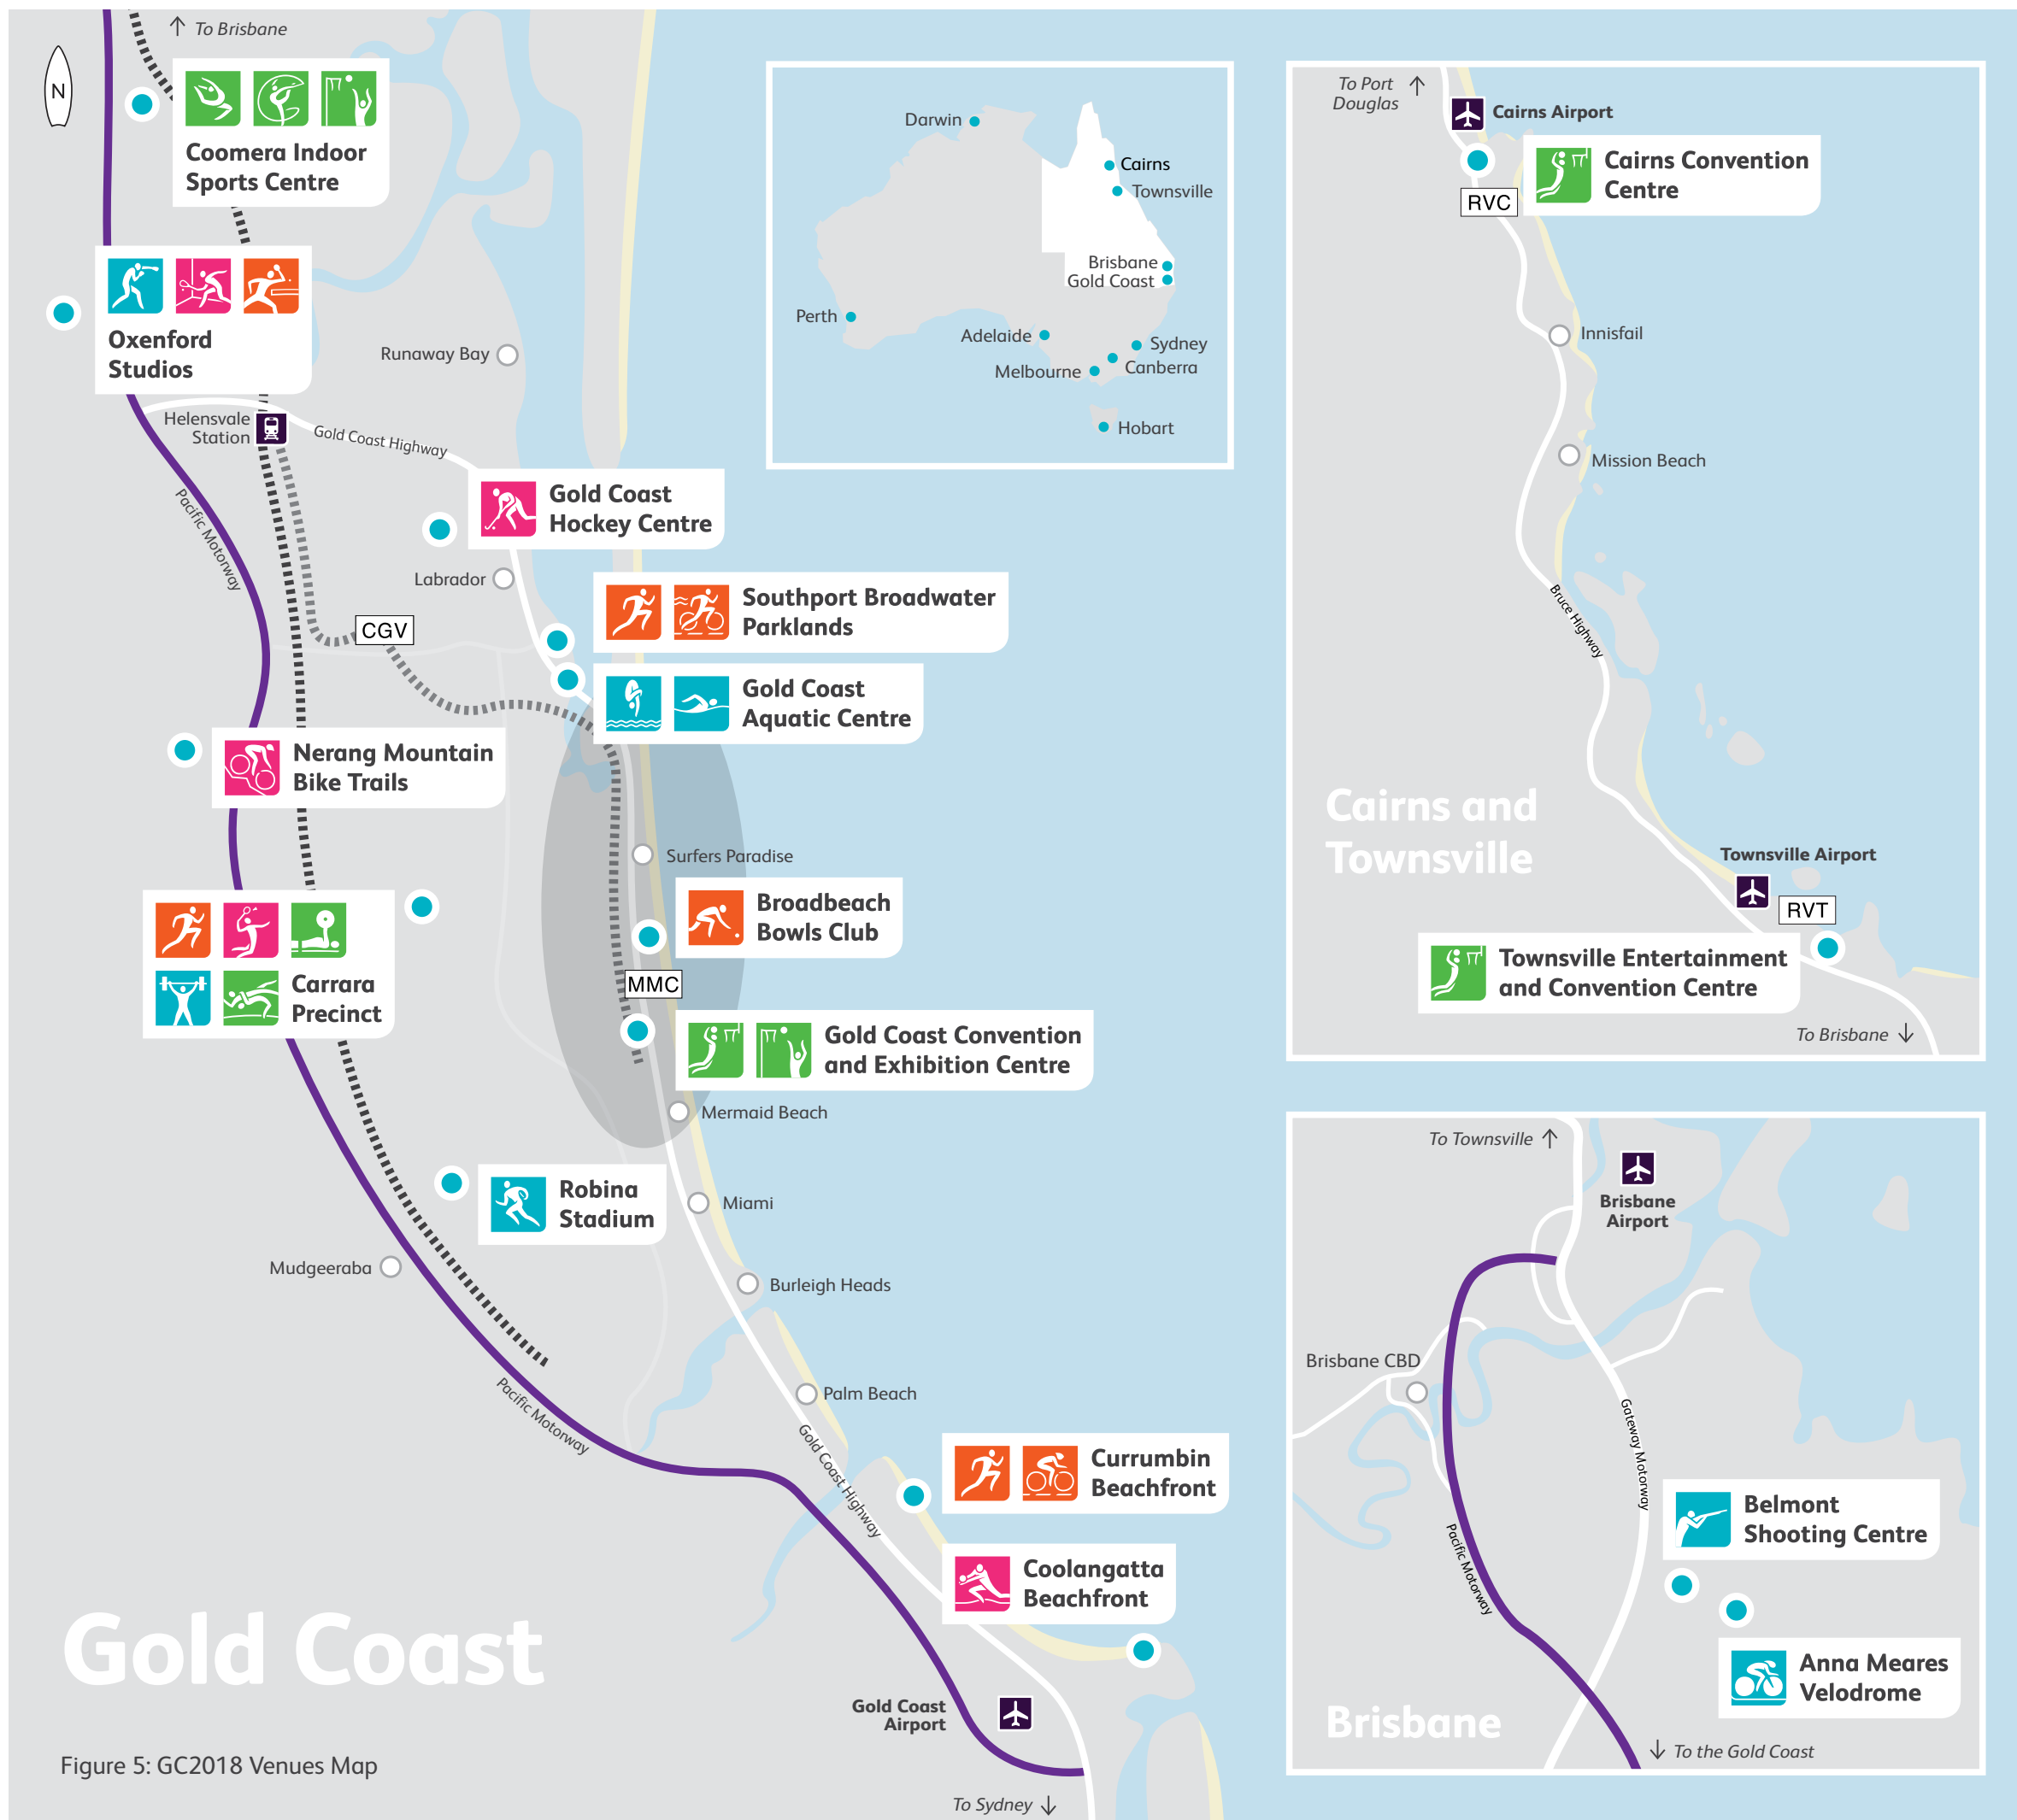 To Brisbane
N
Coomera Indoor
Sports Centre
Oxenford
Studios
Runaway Bay
Helensvale
Station
Gold Coast Highway
Pacific Motorway
Gold Coast
Hockey Centre
Labrador
CGV
Southport Broadwater
Parklands
Gold Coast
Aquatic Centre
Nerang Mountain
Bike Trails
Surfers Paradise
Broadbeach
Bowls Club
Carrara
Precinct
MMC
Gold Coast Convention
and Exhibition Centre
Mermaid Beach
Robina
Stadium
Miami
Mudgeeraba
Burleigh Heads
Pacific Motorway
Palm Beach
Gold Coast Highway
Currumbin
Beachfront
Coolangatta
Beachfront
Gold Coast
Gold Coast
Airport
Figure 5: GC2018 Venues Map
To Sydney
Darwin
Cairns
Townsville
Brisbane
Gold Coast
Perth
Adelaide
Sydney
Canberra
Melbourne
Hobart
To Port
Douglas
Cairns Airport
Cairns Convention
Centre
RVC
Innisfail
Mission Beach
Bruce Highway
Cairns and
Townsville
Townsville Airport
RVT
Townsville Entertainment
and Convention Centre
To Brisbane
To Townsville
Brisbane
Airport
Brisbane CBD
Gateway Motorway
Pacific Motorway
Belmont
Shooting Centre
Anna Meares
Velodrome
Brisbane
To the Gold Coast